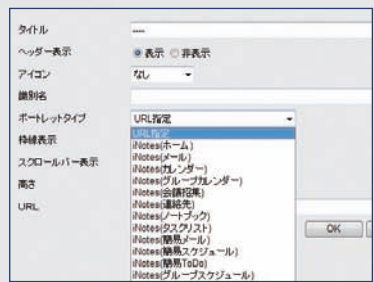 タイトル ----
ヘッダー表示 表示 非表示
アイコン なし
識別名
ポートレットタイプ URL指定
枠線表示
スクロールバー表示
高さ
URL
URL指定
iNotes(ホーム)
iNotes(メール)
iNotes(カレンダー)
iNotes(グループカレンダー)
iNotes(会議招集)
iNotes(連絡先)
iNotes(ノートブック)
iNotes(タスクリスト)
iNotes(簡易メール)
iNotes(簡易スケジュール)
iNotes(簡易ToDo)
iNotes(グループスケジュール)
OK